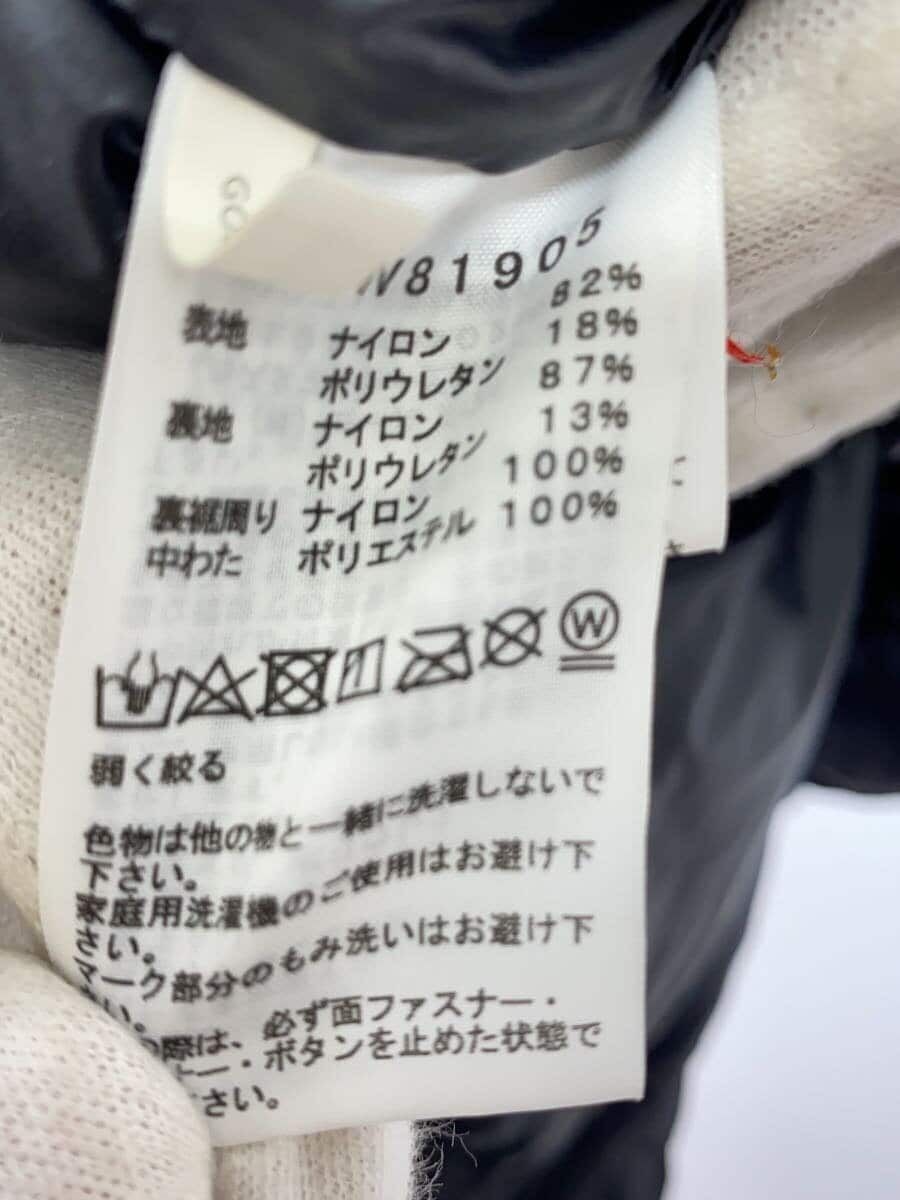 GO
W81905
表地 ナイロン 82%
ポリウレタン 18%
裏地 ナイロン 87%
ポリウレタン 13%
裏裾周り ナイロン 100%
中わた ポリエステル 100%
W
弱く絞る
色物は他の物と一緒に洗濯しないで
下さい。
家庭用洗濯機のご使用はお避け下
さい。
マーク部分のもみ洗いはお避け下
い。
の際は、必ず面ファスナー・
ー・ボタンを止めた状態で
さい。
に
さ